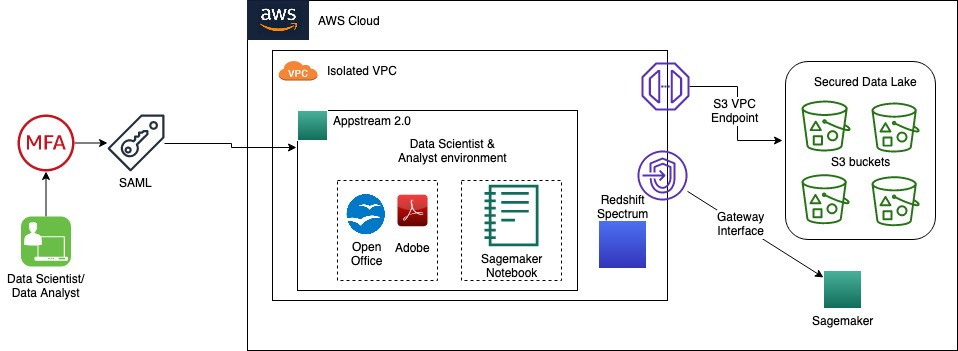 aws
AWS Cloud
VPC
Isolated VPC
Appstream 2.0
Data Scientist &
Analyst environment
Open
Office
Adobe
Sagemaker
Notebook
MFA
SAML
Data Scientist/
Data Analyst
Redshift
Spectrum
S3 VPC
Endpoint
Gateway
Interface
Secured Data Lake
S3 buckets
Sagemaker